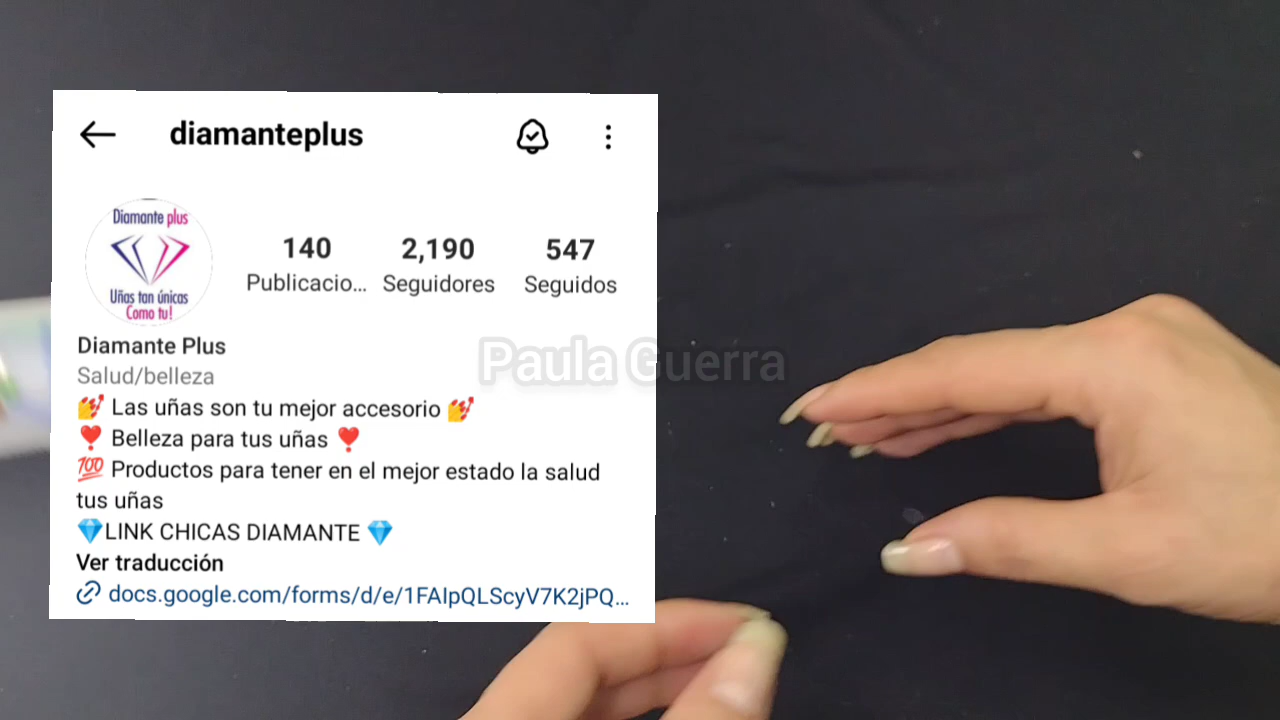 diamanteplus
Diamante plus
Uñas tan únicas
Como tu!
140
Publicacio...
2,190
Seguidores
547
Seguidos
Diamante Plus
Salud/belleza
💅 Las uñas son tu mejor accesorio 💅
❣️ Belleza para tus uñas ❣️
💯 Productos para tener en el mejor estado la salud
tus uñas
💎LINK CHICAS DIAMANTE 💎
Ver traducción
docs.google.com/forms/d/e/1FAIpQLScyV7K2jPQ...
Paula Guerra